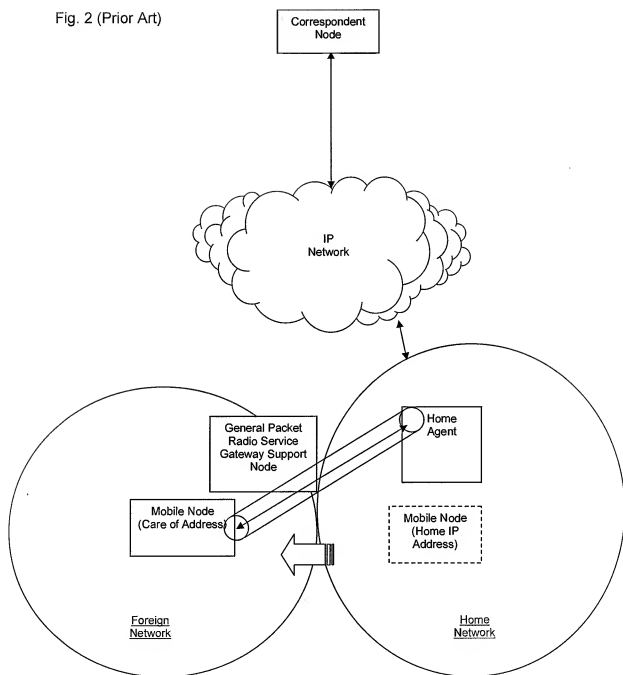 Fig. 2 (Prior Art)
Correspondent
Node
IP
Network
General Packet
Radio Service
Gateway Support
Node
Home
Agent
Mobile Node
(Care of Address)
Mobile Node
(Home IP
Address)
Foreign
Network
Home
Network